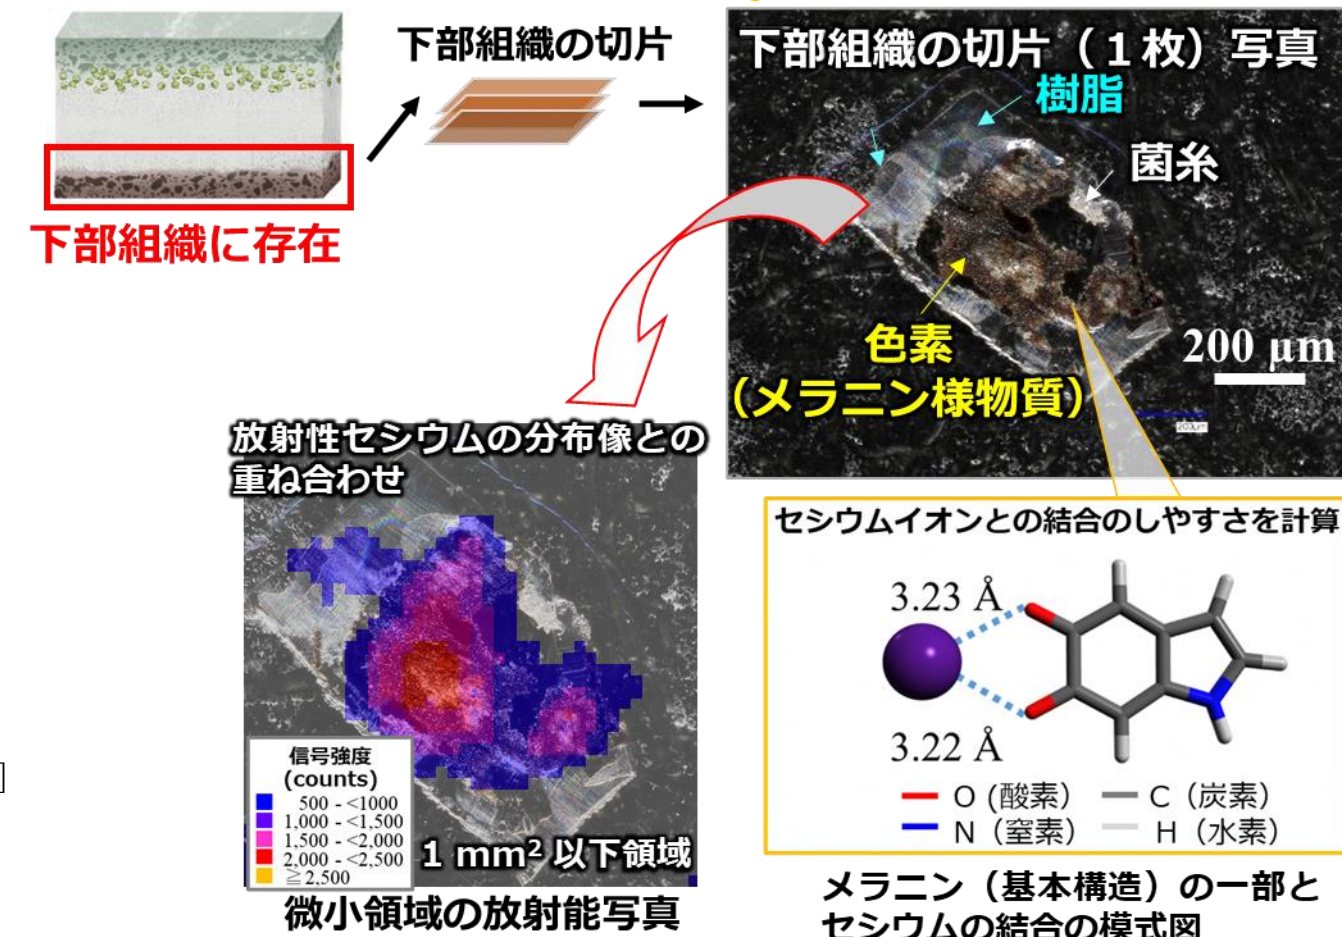 下部組織の切片
下部組織に存在
下部組織の切片（１枚）写真
樹脂
菌糸
色素
（メラニン様物質）
200 µm
200μm
放射性セシウムの分布像との
重ね合わせ
信号強度
(counts)
500 - <1000
1,000 - <1,500
1,500 - <2,000
2,000 - <2,500
≧2,500
1 mm² 以下領域
微小領域の放射能写真
セシウムイオンとの結合のしやすさを計算
3.23 Å
3.22 Å
O (酸素）
C（炭素）
N（窒素）
H（水素）
メラニン（基本構造）の一部と
セシウムの結合の模式図